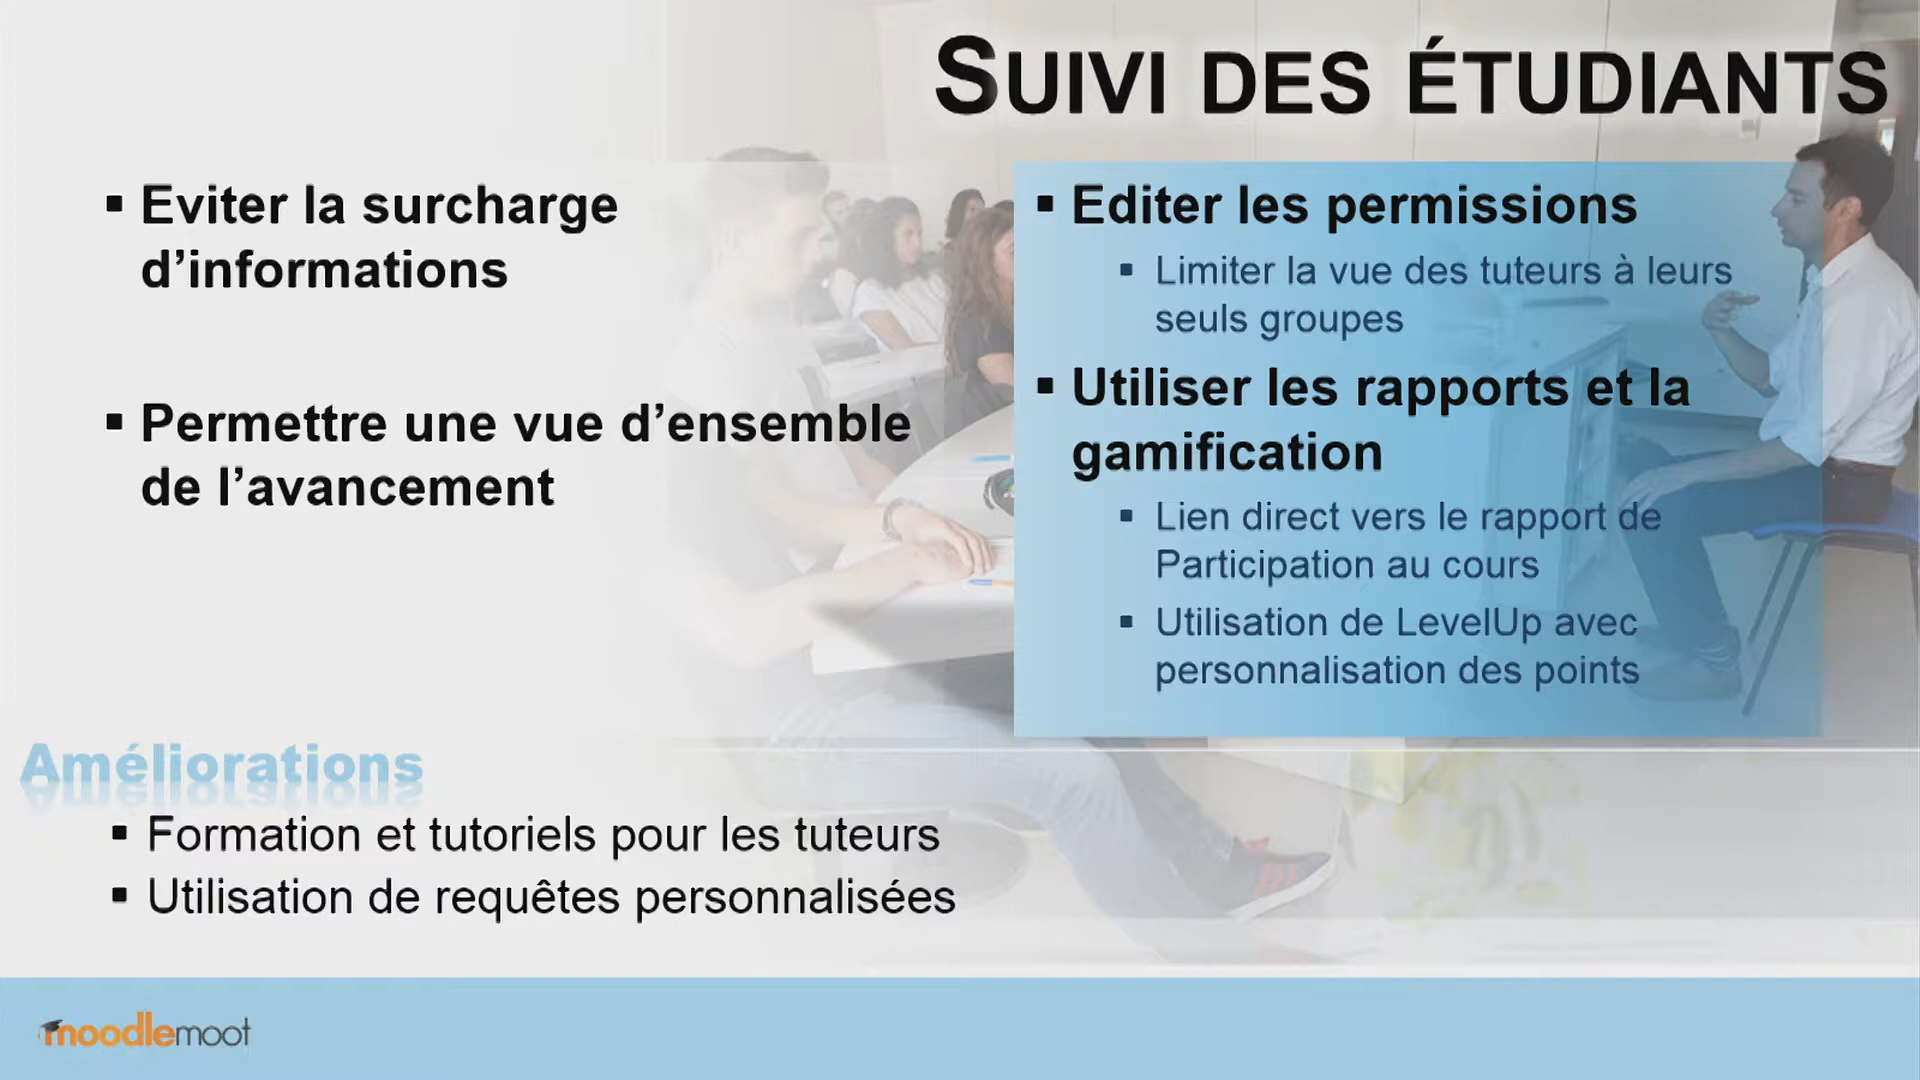 SUIVI DES ÉTUDIANTS
▪ Eviter la surcharge
d’informations
▪ Permettre une vue d’ensemble
de l’avancement
▪ Editer les permissions
▪ Limiter la vue des tuteurs à leurs
seuls groupes
▪ Utiliser les rapports et la
gamification
▪ Lien direct vers le rapport de
Participation au cours
▪ Utilisation de LevelUp avec
personnalisation des points
Améliorations
▪ Formation et tutoriels pour les tuteurs
▪ Utilisation de requêtes personnalisées
moodlemoot